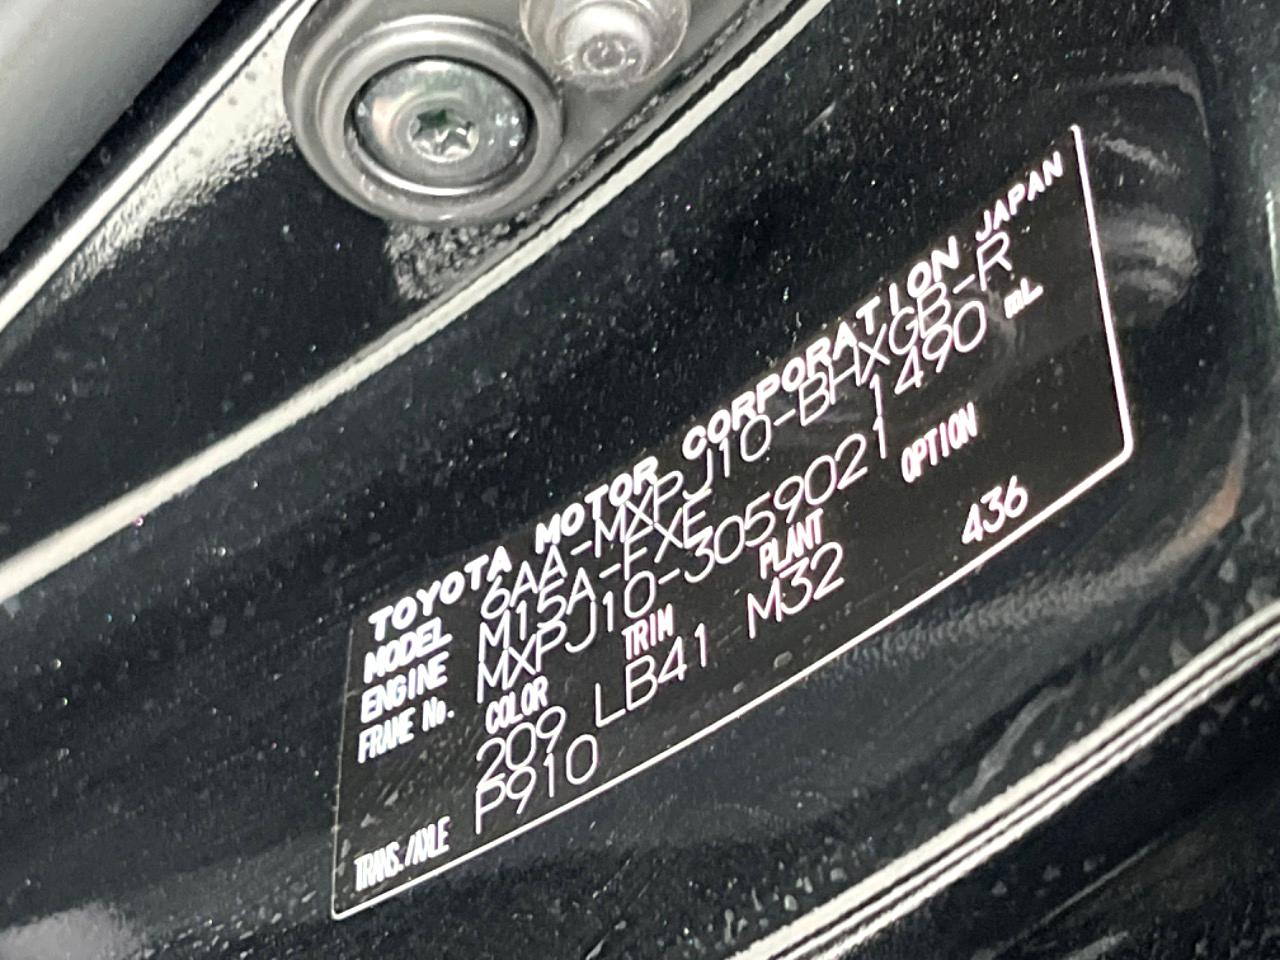 TOYOTA MOTOR CORPORATION JAPAN
MODEL 6AA-MXPJ10-BHXGB-R
ENGINE M15A-FXE 1490 mL
FRAME No. MXPJ10-3059021
COLOR TRIM PLANT OPTION
209 LB41 M32 436
TRANS./AXLE P910